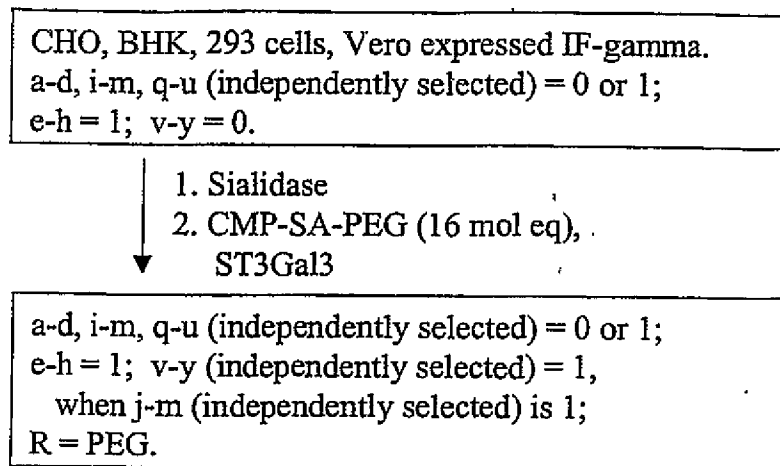 CHO, BHK, 293 cells, Vero expressed IF-gamma.
a-d, i-m, q-u (independently selected) = 0 or 1;
e-h = 1; v-y = 0.
1. Sialidase
2. CMP-SA-PEG (16 mol eq),
ST3Gal3
a-d, i-m, q-u (independently selected) = 0 or 1;
e-h = 1; v-y (independently selected) = 1,
when j-m (independently selected) is 1;
R = PEG.